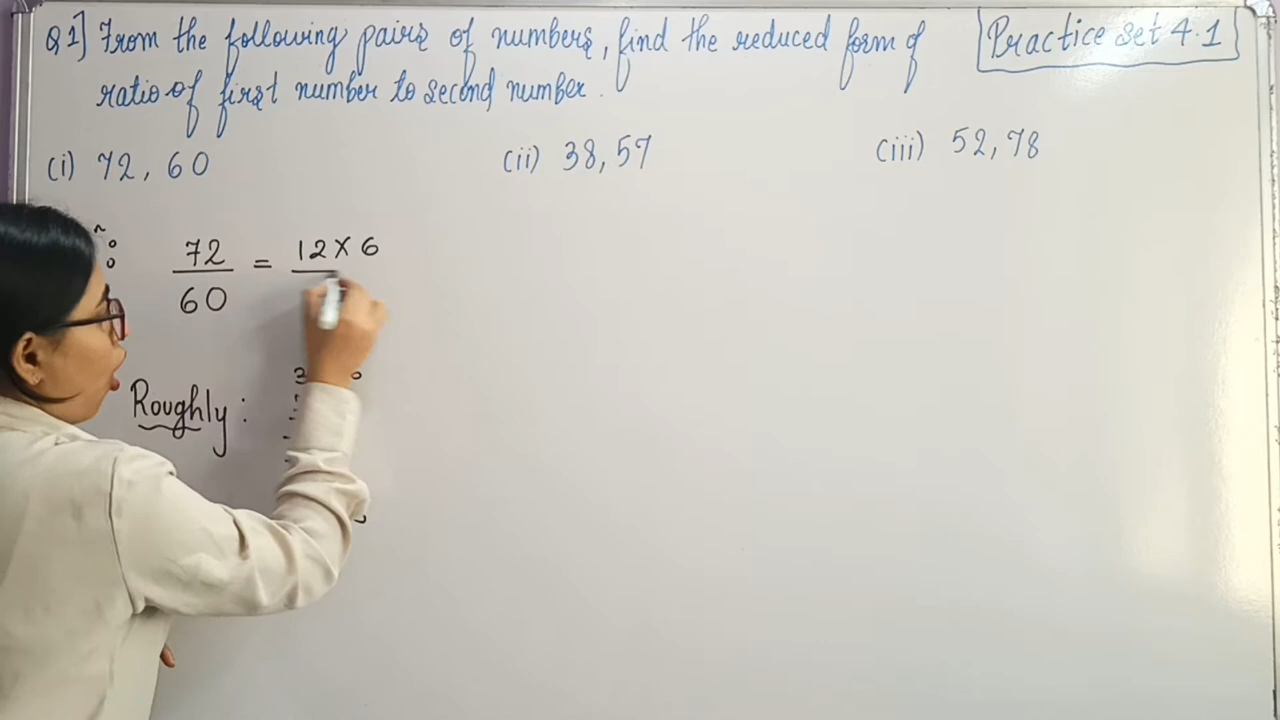 Q 1] From the following pairs of numbers, find the reduced form of
ratio of first number to second number.
Practice set 4.1
(i) 72, 60
(ii) 38, 57
(iii) 52, 78
72/60 = 12 × 6
Roughly: